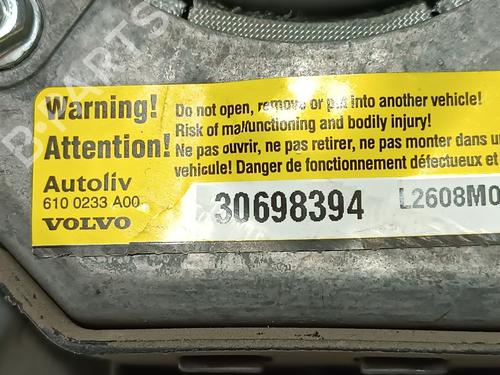 Warning!
Attention!
Autoliv
610 0233 A00
VOLVO
Do not open, remove or put into another vehicle!
Risk of malfunctioning and bodily injury!
Ne pas ouvrir, ne pas retirer, ne pas monter dans un
vehicule! Danger de fonctionnement défectueux et
30698394
L2608M0
B-PARTS